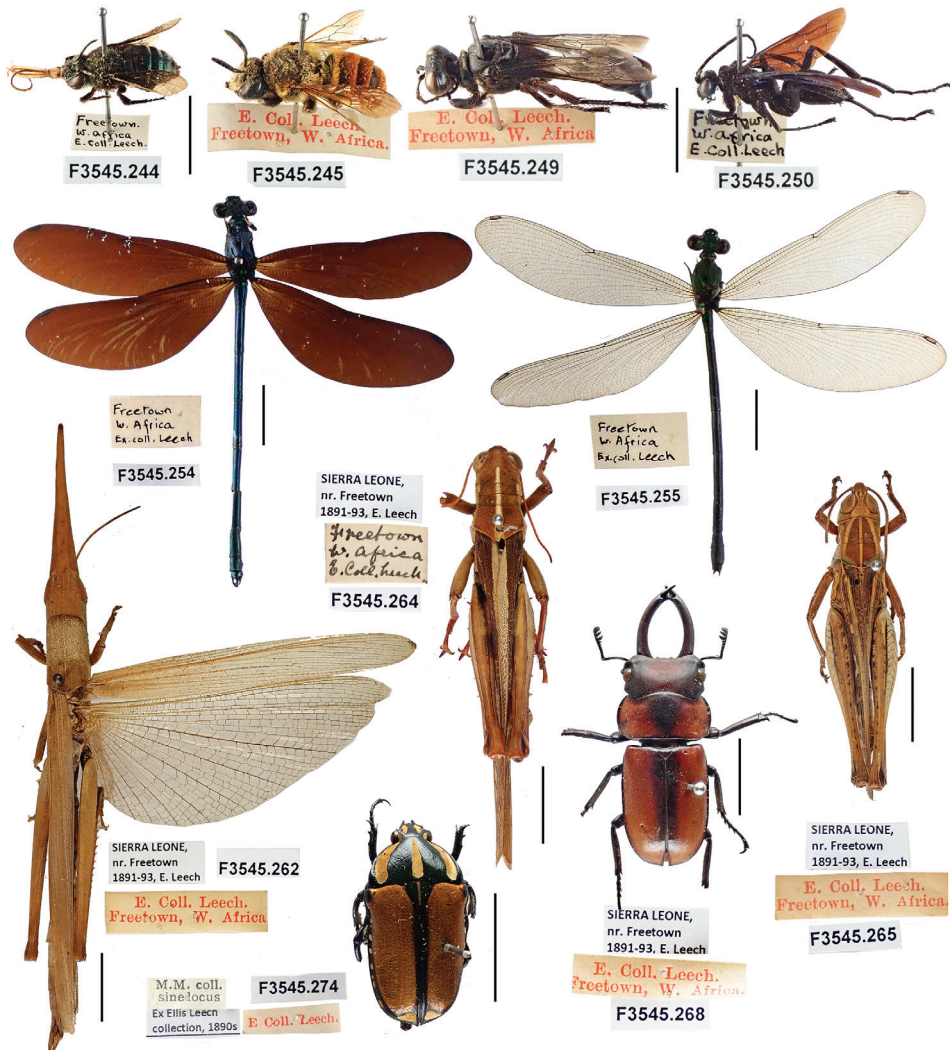 Freetown.
W. Africa
E. Coll. Leech.
F3545.244
E. Coll. Leech.
Freetown, W. Africa.
F3545.245
E. Coll. Leech.
Freetown, W. Africa.
F3545.249
Freetown
W. Africa
E. Coll. Leech
F3545.250
Freetown
W. Africa
Ex. coll. Leech
F3545.254
Freetown
W. Africa
Ex. coll. Leech
F3545.255
SIERRA LEONE,
nr. Freetown
1891-93, E. Leech
Freetown
W. Africa
E. Coll. Leech.
F3545.264
SIERRA LEONE,
nr. Freetown
1891-93, E. Leech
F3545.262
E. Coll. Leech.
Freetown, W. Africa
M.M. coll.
sine locus
Ex Ellis Leech
collection, 1890s
F3545.274
E Coll. Leech.
SIERRA LEONE,
nr. Freetown
1891-93, E. Leech
E. Coll. Leech.
Freetown, W. Africa.
F3545.268
SIERRA LEONE,
nr. Freetown
1891-93, E. Leech
E. Coll. Leech.
Freetown, W. Africa.
F3545.265